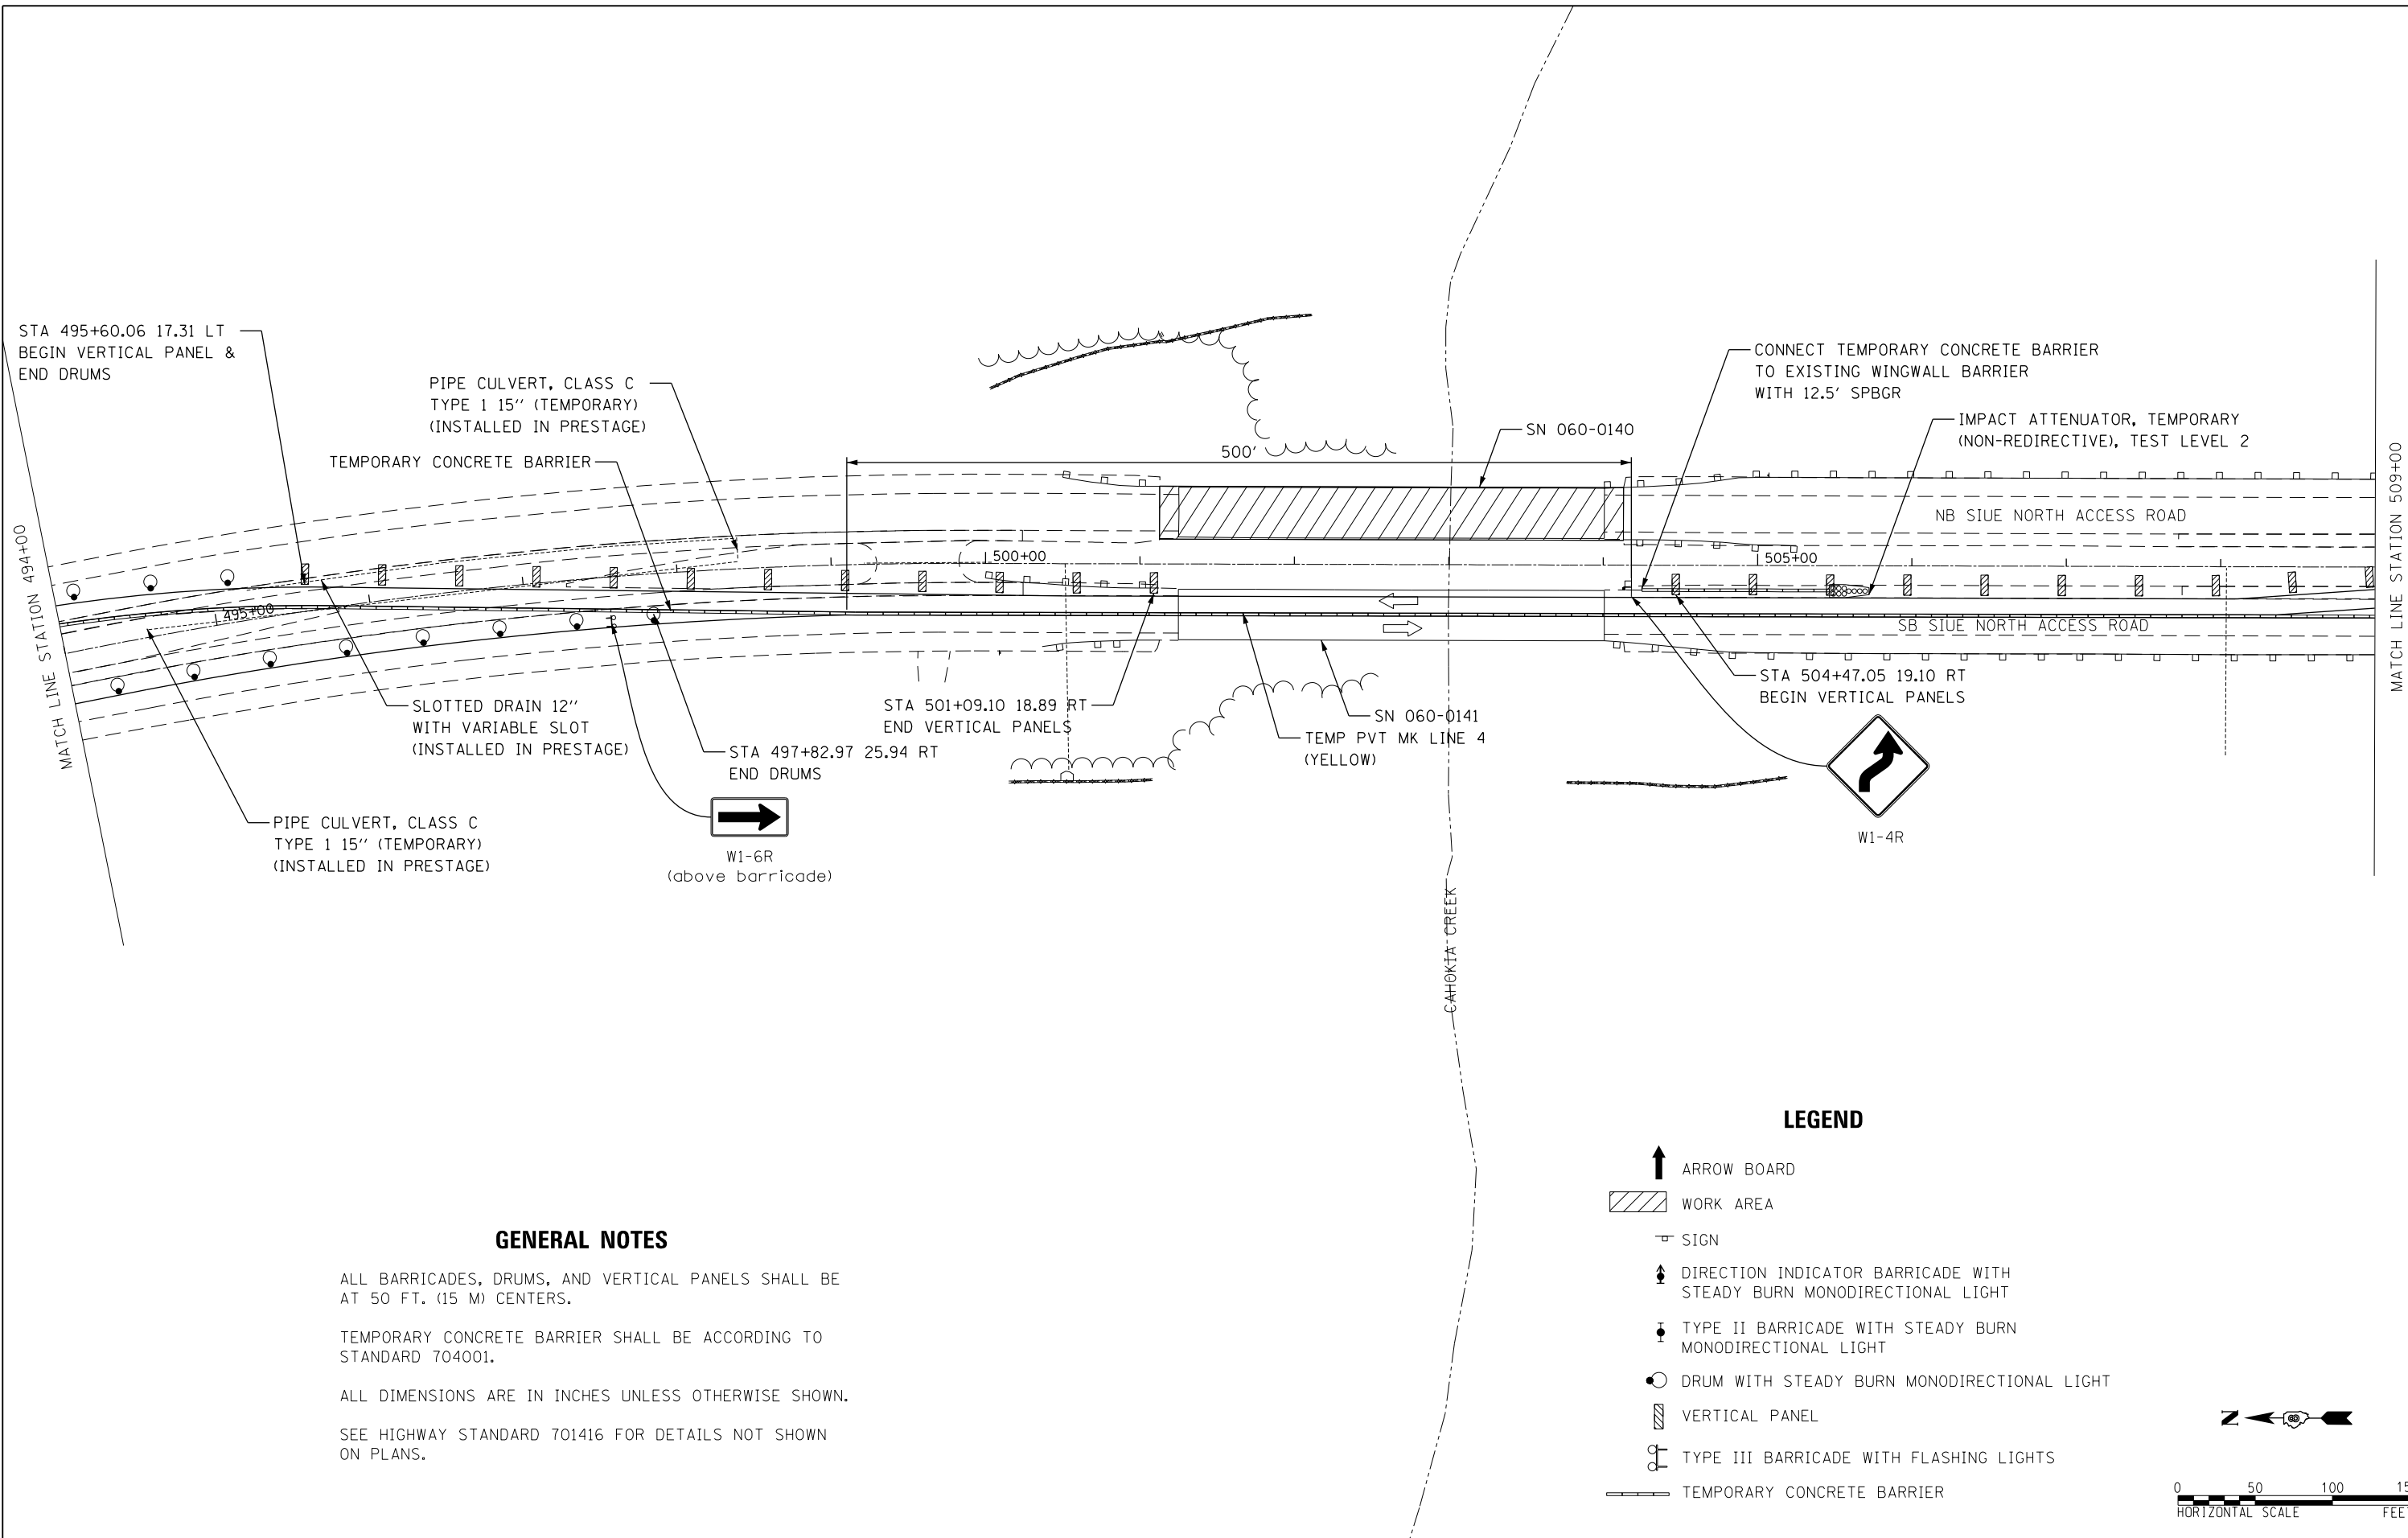 STA 495+60.06 17.31 LT
BEGIN VERTICAL PANEL &
END DRUMS
PIPE CULVERT, CLASS C
TYPE 1 15'' (TEMPORARY)
(INSTALLED IN PRESTAGE)
TEMPORARY CONCRETE BARRIER
500'
SN 060-0140
CONNECT TEMPORARY CONCRETE BARRIER
TO EXISTING WINGWALL BARRIER
WITH 12.5' SPBGR
IMPACT ATTENUATOR, TEMPORARY
(NON-REDIRECTIVE), TEST LEVEL 2
MATCH LINE STATION 494+00
MATCH LINE STATION 509+00
NB SIUE NORTH ACCESS ROAD
495+00
500+00
505+00
SB SIUE NORTH ACCESS ROAD
SLOTTED DRAIN 12''
WITH VARIABLE SLOT
(INSTALLED IN PRESTAGE)
STA 497+82.97 25.94 RT
END DRUMS
STA 501+09.10 18.89 RT
END VERTICAL PANELS
SN 060-0141
TEMP PVT MK LINE 4
(YELLOW)
STA 504+47.05 19.10 RT
BEGIN VERTICAL PANELS
PIPE CULVERT, CLASS C
TYPE 1 15'' (TEMPORARY)
(INSTALLED IN PRESTAGE)
W1-6R
(above barricade)
W1-4R
CAHOKIA CREEK
GENERAL NOTES
ALL BARRICADES, DRUMS, AND VERTICAL PANELS SHALL BE
AT 50 FT. (15 M) CENTERS.
TEMPORARY CONCRETE BARRIER SHALL BE ACCORDING TO
STANDARD 704001.
ALL DIMENSIONS ARE IN INCHES UNLESS OTHERWISE SHOWN.
SEE HIGHWAY STANDARD 701416 FOR DETAILS NOT SHOWN
ON PLANS.
LEGEND
ARROW BOARD
WORK AREA
SIGN
DIRECTION INDICATOR BARRICADE WITH
STEADY BURN MONODIRECTIONAL LIGHT
TYPE II BARRICADE WITH STEADY BURN
MONODIRECTIONAL LIGHT
DRUM WITH STEADY BURN MONODIRECTIONAL LIGHT
VERTICAL PANEL
TYPE III BARRICADE WITH FLASHING LIGHTS
TEMPORARY CONCRETE BARRIER
N
0 50 100 15
HORIZONTAL SCALE FEET